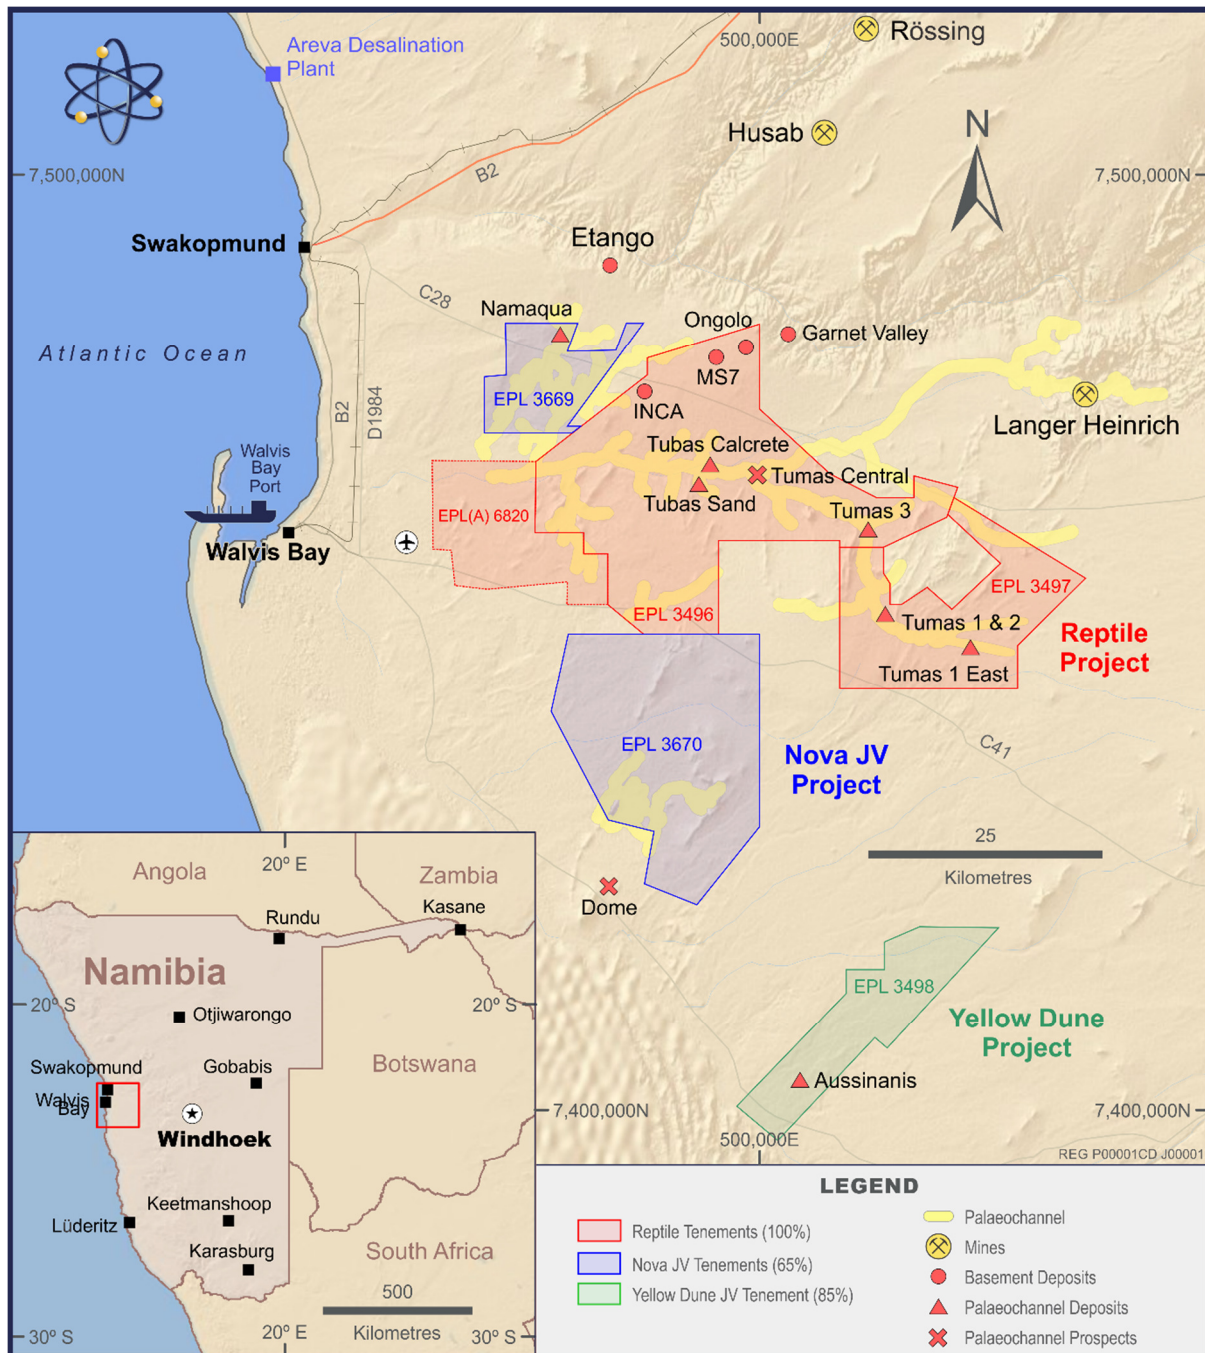 Areva Desalination
Plant
500,000E
Rössing
Husab
N
7,500,000N
7,500,000N
B2
Swakopmund
Etango
C28
Namaqua
Ongolo
Garnet Valley
Atlantic Ocean
MS7
B2
D1984
EPL 3669
INCA
Langer Heinrich
Walvis
Bay
Port
Tubas Calcrete
Tumas Central
Tubas Sand
Tumas 3
EPL(A) 6820
Walvis Bay
EPL 3497
EPL 3496
Tumas 1 & 2
Reptile
Project
Tumas 1 East
EPL 3670
C41
Nova JV
Project
25
Kilometres
Dome
EPL 3498
Yellow Dune
Project
Aussinanis
7,400,000N
7,400,000N
500,000E
REG P00001CD J00001
Angola
20º E
Zambia
Kasane
Rundu
Namibia
20º S
20º S
Otjiwarongo
Botswana
Swakopmund
Gobabis
Walvis
Bay
Windhoek
Keetmanshoop
Lüderitz
Karasburg
South Africa
500
Kilometres
30º S
20º E
30º S
LEGEND
Reptile Tenements (100%)
Nova JV Tenements (65%)
Yellow Dune JV Tenement (85%)
Palaeochannel
Mines
Basement Deposits
Palaeochannel Deposits
Palaeochannel Prospects